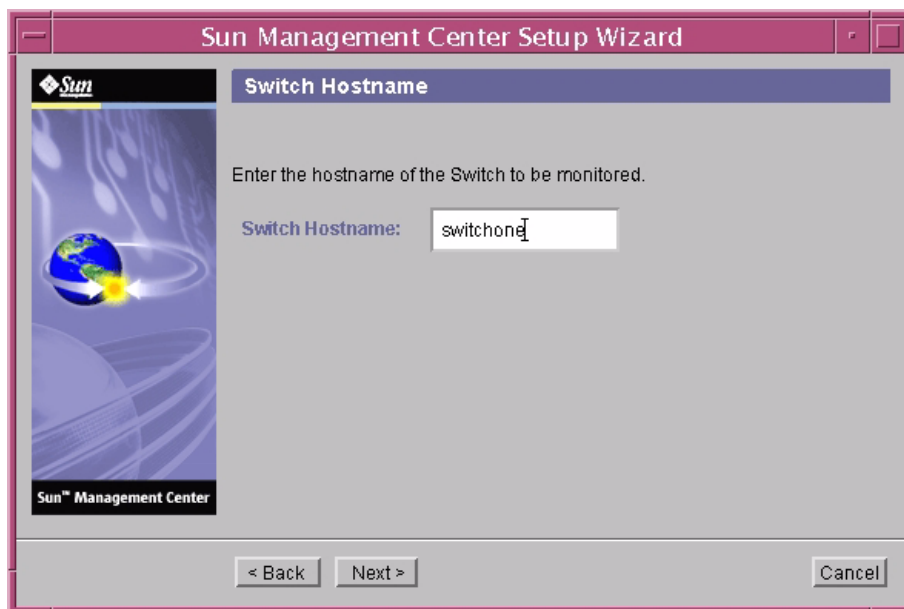 Sun Management Center Setup Wizard
Sun
Switch Hostname
Enter the hostname of the Switch to be monitored.
Switch Hostname: switchone
Sun™ Management Center
< Back Next > Cancel